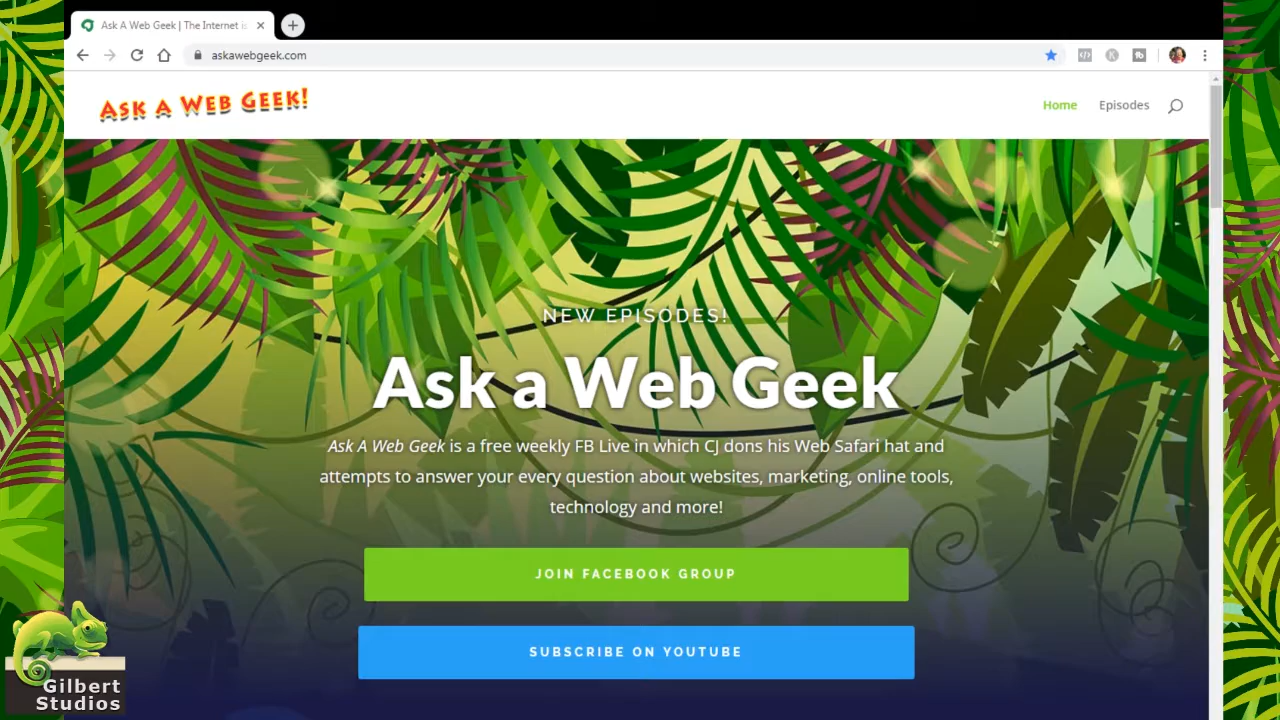 Ask A Web Geek | The Internet is
askawebgeek.com
ASK A WEB GEEK!
Home Episodes
NEW EPISODES!
Ask a Web Geek
Ask A Web Geek is a free weekly FB Live in which CJ dons his Web Safari hat and
attempts to answer your every question about websites, marketing, online tools,
technology and more!
JOIN FACEBOOK GROUP
SUBSCRIBE ON YOUTUBE
Gilbert
Studios